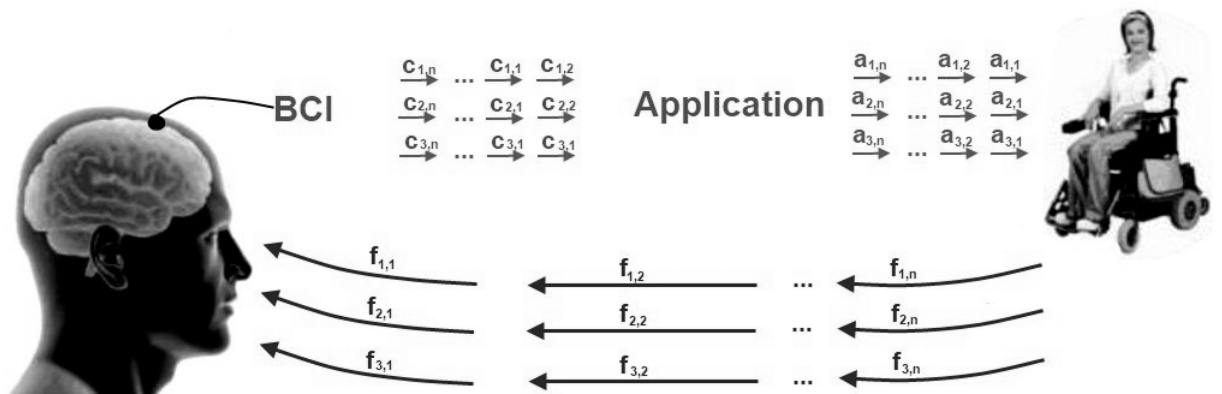 c1,n ... c1,1 c1,2
BCI c2,n ... c2,1 c2,2
c3,n ... c3,1 c3,1
Application
a1,n ... a1,2 a1,1
a2,n ... a2,2 a2,1
a3,n ... a3,2 a3,1
f1,1 f1,2 ... f1,n
f2,1 f2,2 ... f2,n
f3,1 f3,2 ... f3,n